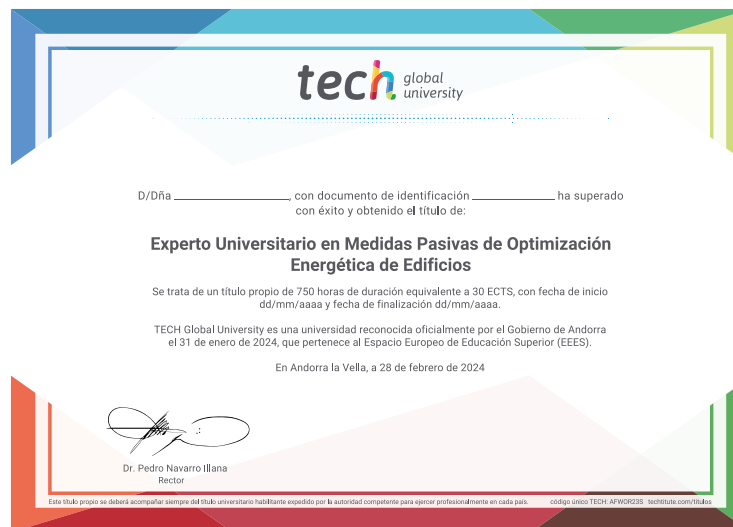 tech global university
D/Dña ____________________, con documento de identificación ______________ ha superado
con éxito y obtenido el título de:
Experto Universitario en Medidas Pasivas de Optimización
Energética de Edificios
Se trata de un título propio de 750 horas de duración equivalente a 30 ECTS, con fecha de inicio
dd/mm/aaaa y fecha de finalización dd/mm/aaaa.
TECH Global University es una universidad reconocida oficialmente por el Gobierno de Andorra
el 31 de enero de 2024, que pertenece al Espacio Europeo de Educación Superior (EEES).
En Andorra la Vella, a 28 de febrero de 2024
Dr. Pedro Navarro Illana
Rector
Este título propio se deberá acompañar siempre del título universitario habilitante expedido por la autoridad competente para ejercer profesionalmente en cada país. código único TECH: AFWOR23S techtitute.com/titulos